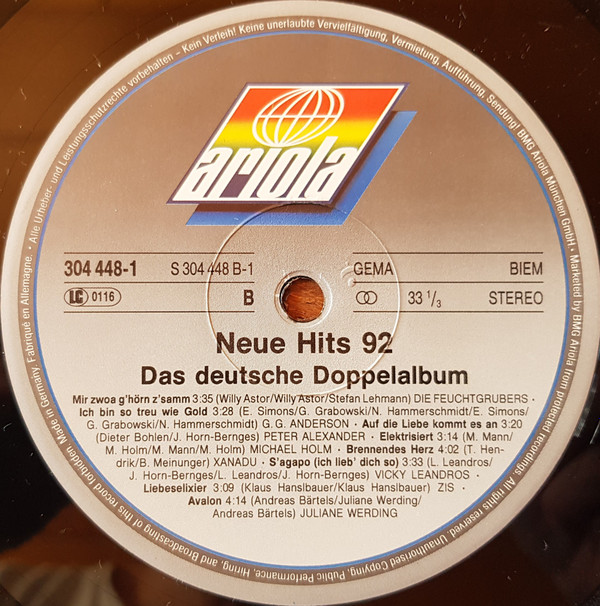 Alle Urheber- und Leistungsschutzrechte vorbehalten – Kein Verleih! Keine unerlaubte Vervielfältigung, Vermietung, Aufführung, Sendung! BMG Ariola München GmbH • Marketed by BMG Ariola
from protected recordings. All rights reserved. Unauthorised Copying, Public Performance, Hiring, and Broadcasting of this record forbidden. Made in Germany. Fabriqué en Allemagne. •
ariola
304 448-1 S 304 448 B-1 GEMA BIEM
LC 0116 B 33 1/3 STEREO
Neue Hits 92
Das deutsche Doppelalbum
Mir zwoa g'hörn z'samm 3:35 (Willy Astor/Willy Astor/Stefan Lehmann) DIE FEUCHTGRUBERS
· Ich bin so treu wie Gold 3:28 (E. Simons/G. Grabowski/N. Hammerschmidt/E. Simons/
G. Grabowski/N. Hammerschmidt) G. G. ANDERSON · Auf die Liebe kommt es an 3:20
(Dieter Bohlen/J. Horn-Bernges) PETER ALEXANDER · Elektrisiert 3:14 (M. Mann/
M. Holm/M. Mann/M. Holm) MICHAEL HOLM · Brennendes Herz 4:02 (T. Hen-
drik/B. Meinunger) XANADU · S'agapo (ich lieb' dich so) 3:33 (L. Leandros/
J. Horn-Bernges/L. Leandros/J. Horn-Bernges) VICKY LEANDROS ·
Liebeselixier 3:09 (Klaus Hanslbauer/Klaus Hanslbauer) ZIS ·
Avalon 4:14 (Andreas Bärtels/Juliane Werding/
Andreas Bärtels) JULIANE WERDING